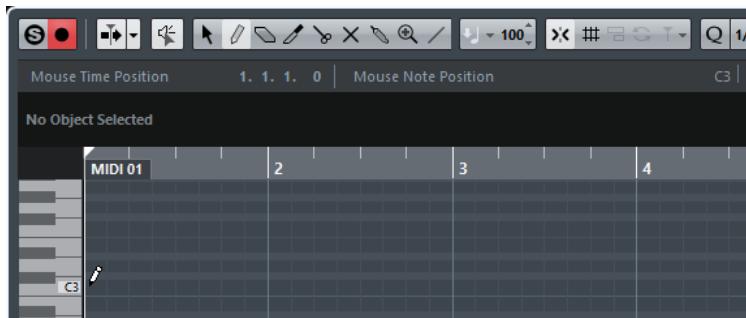 S 100 Q 1/
Mouse Time Position 1. 1. 1. 0 Mouse Note Position C3
No Object Selected
MIDI 01 2 3 4
C3